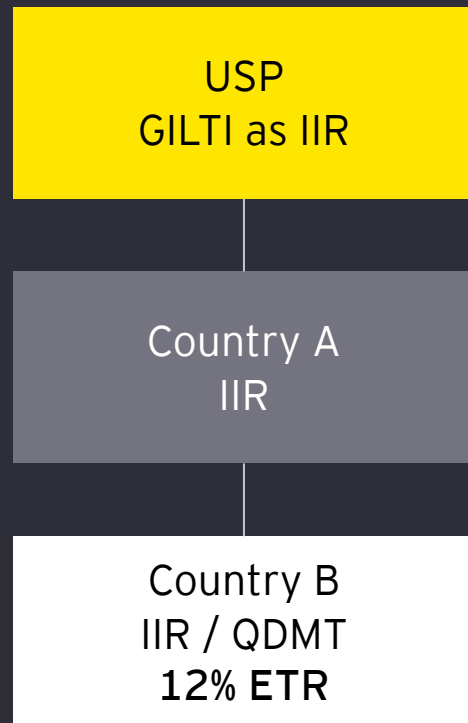 USP
GILTI as IIR
Country A
IIR
Country B
IIR / QDMT
12% ETR